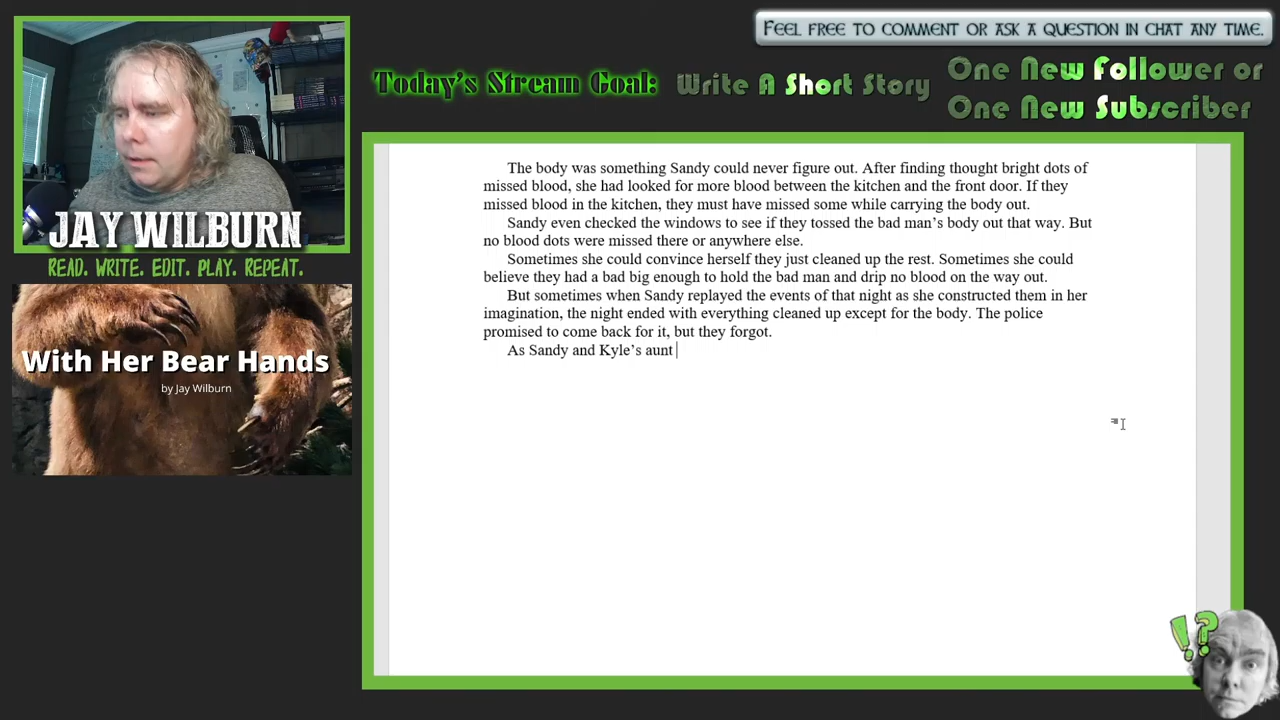 FEEL FREE TO COMMENT OR ASK A QUESTION IN CHAT ANY TIME.
Today's Stream Goal:
Write A Short Story
One New Follower or
One New Subscriber
JAY WILBURN
READ. WRITE. EDIT. PLAY. REPEAT.
With Her Bear Hands
by Jay Wilburn
The body was something Sandy could never figure out. After finding thought bright dots of
missed blood, she had looked for more blood between the kitchen and the front door. If they
missed blood in the kitchen, they must have missed some while carrying the body out.
Sandy even checked the windows to see if they tossed the bad man's body out that way. But
no blood dots were missed there or anywhere else.
Sometimes she could convince herself they just cleaned up the rest. Sometimes she could
believe they had a bad big enough to hold the bad man and drip no blood on the way out.
But sometimes when Sandy replayed the events of that night as she constructed them in her
imagination, the night ended with everything cleaned up except for the body. The police
promised to come back for it, but they forgot.
As Sandy and Kyle's aunt
!?